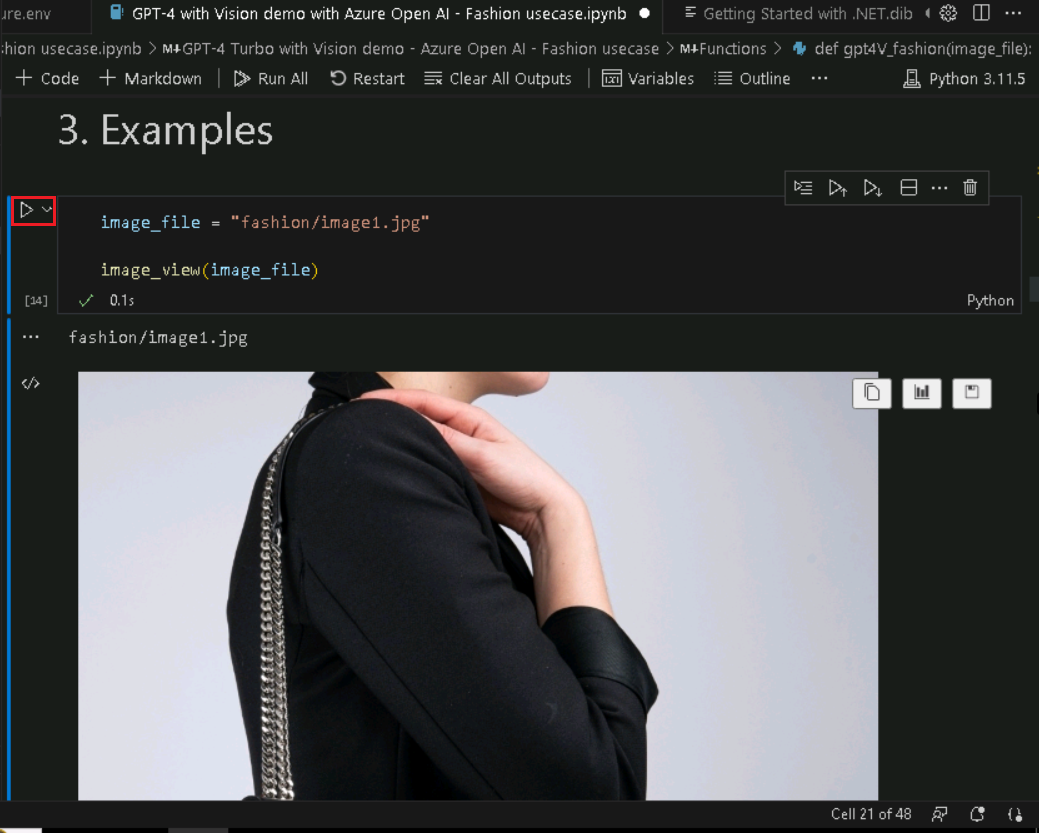 ure.env GPT-4 with Vision demo with Azure Open AI - Fashion usecase.ipynb Getting Started with .NET.dib
shion usecase.ipynb > M↓GPT-4 Turbo with Vision demo - Azure Open AI - Fashion usecase > M↓Functions > def gpt4V_fashion(image_file):
+ Code + Markdown Run All Restart Clear All Outputs Variables Outline ··· Python 3.11.5
3. Examples
image_file = "fashion/image1.jpg"
image_view(image_file)
[14] 0.1s Python
fashion/image1.jpg
Cell 21 of 48